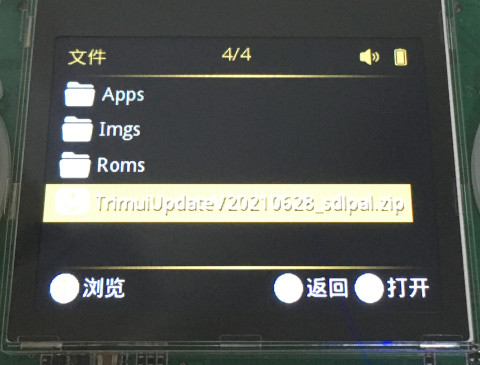 文件 4/4
Apps
Imgs
Roms
TrimuiUpdate/20210628_sdlpal.zip
浏览 返回 打开